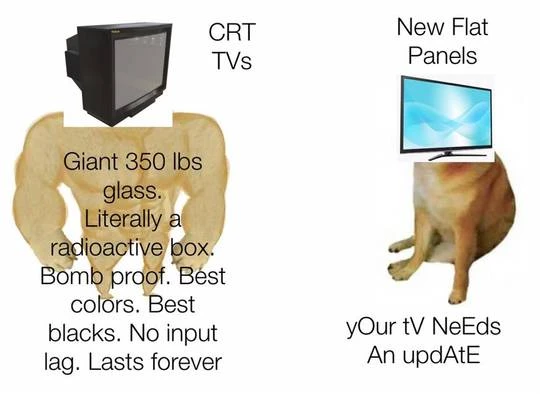 CRT
TVs
New Flat
Panels
Giant 350 lbs
glass.
Literally a
radioactive box.
Bomb proof. Best
colors. Best
blacks. No input
lag. Lasts forever
yOur tV NeEds
An updAtE